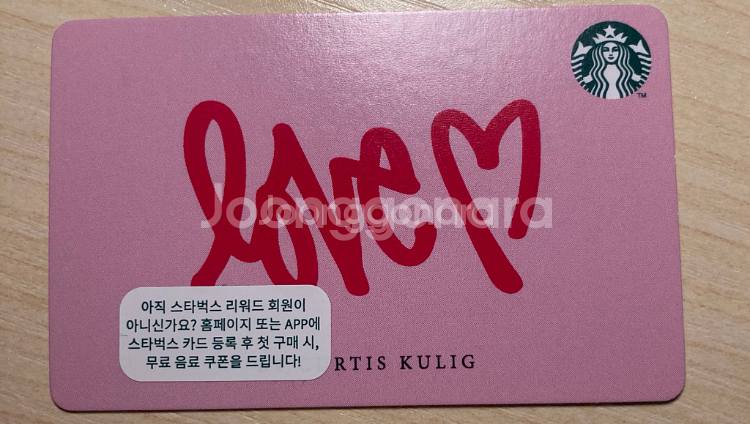 love
Joonggonara
TM
아직 스타벅스 리워드 회원이
아니신가요? 홈페이지 또는 APP에
스타벅스 카드 등록 후 첫 구매 시,
무료 음료 쿠폰을 드립니다!
RTIS KULIG